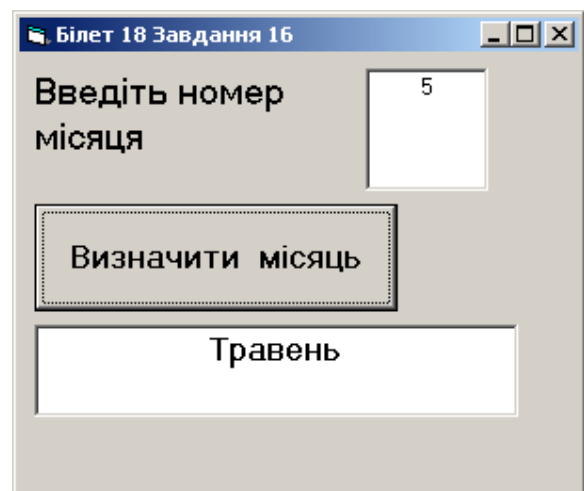 Білет 18 Завдання 16
Введіть номер
місяця
5
Визначити місяць
Травень